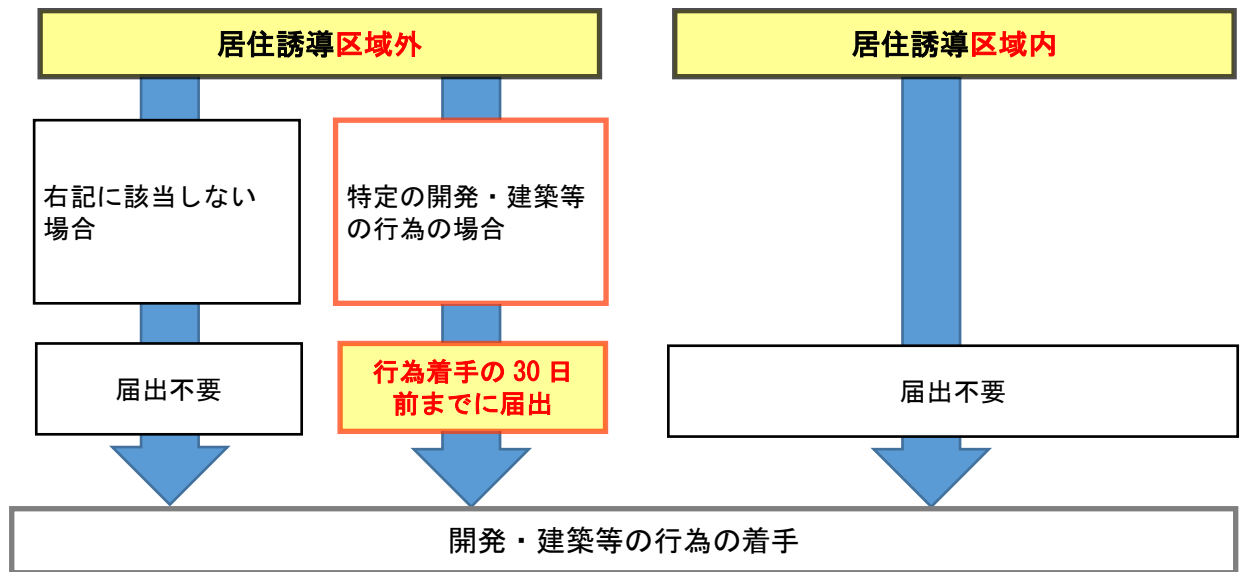 居住誘導区域外
居住誘導区域内
右記に該当しない
場合
特定の開発・建築等
の行為の場合
届出不要
行為着手の 30 日
前までに届出
届出不要
開発・建築等の行為の着手